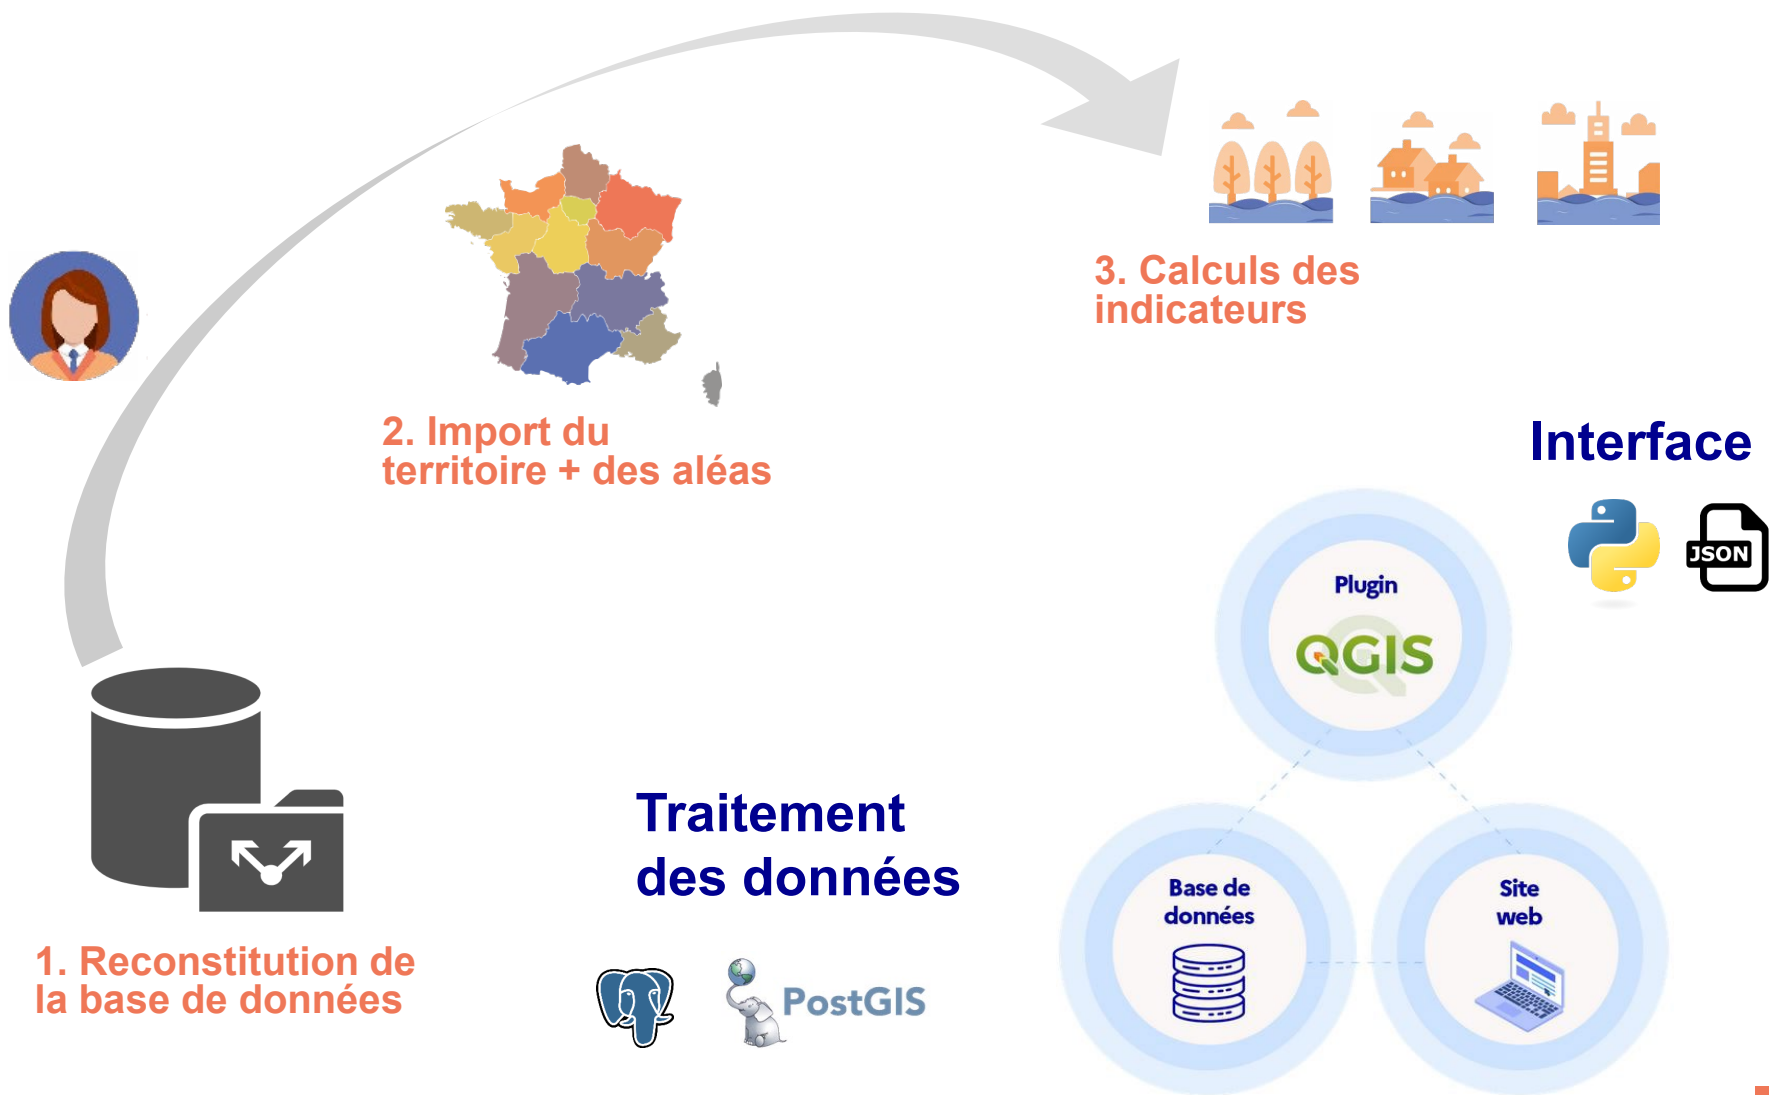 3. Calculs des
indicateurs
2. Import du
territoire + des aléas
Interface
JSON
Plugin
QGIS
Traitement
des données
Base de
données
Site
web
1. Reconstitution de
la base de données
PostGIS